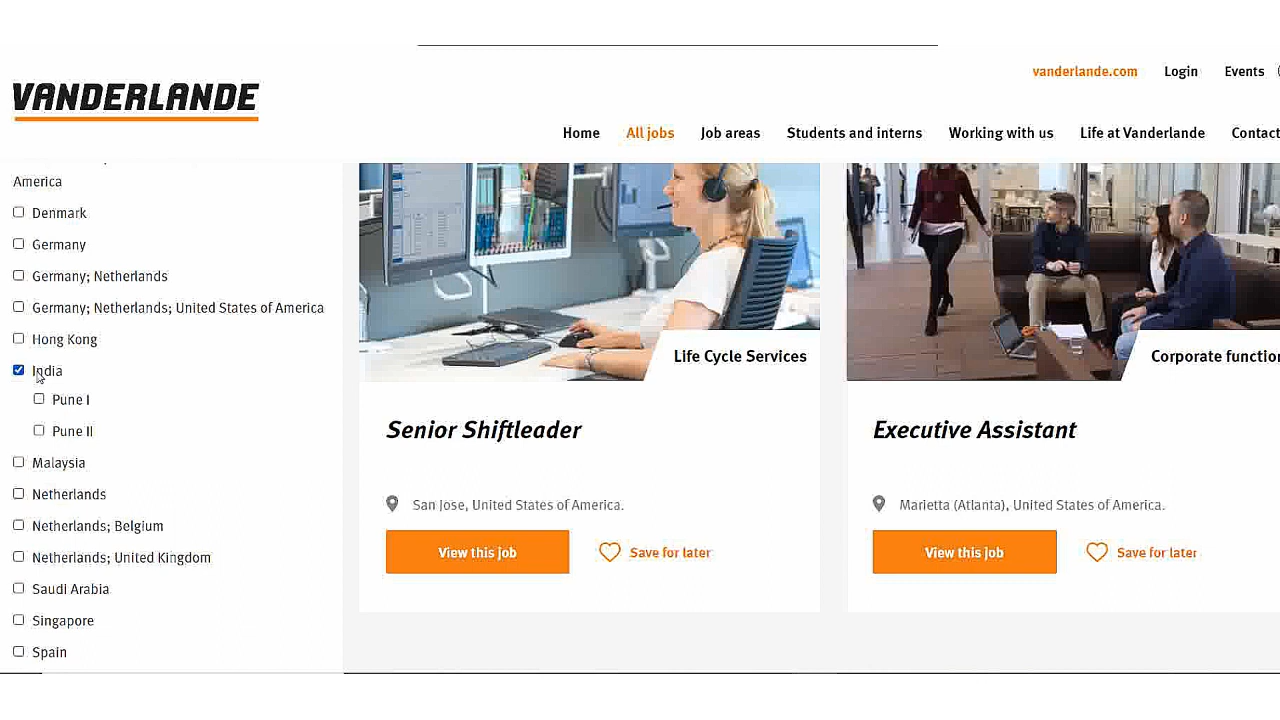 vanderlande.com Login Events
VANDERLANDE
Home All jobs Job areas Students and interns Working with us Life at Vanderlande Contact
America
Denmark
Germany
Germany; Netherlands
Germany; Netherlands; United States of America
Hong Kong
India
Pune I
Pune II
Malaysia
Netherlands
Netherlands; Belgium
Netherlands; United Kingdom
Saudi Arabia
Singapore
Spain
Life Cycle Services
Senior Shiftleader
San Jose, United States of America.
View this job Save for later
Corporate function
Executive Assistant
Marietta (Atlanta), United States of America.
View this job Save for later